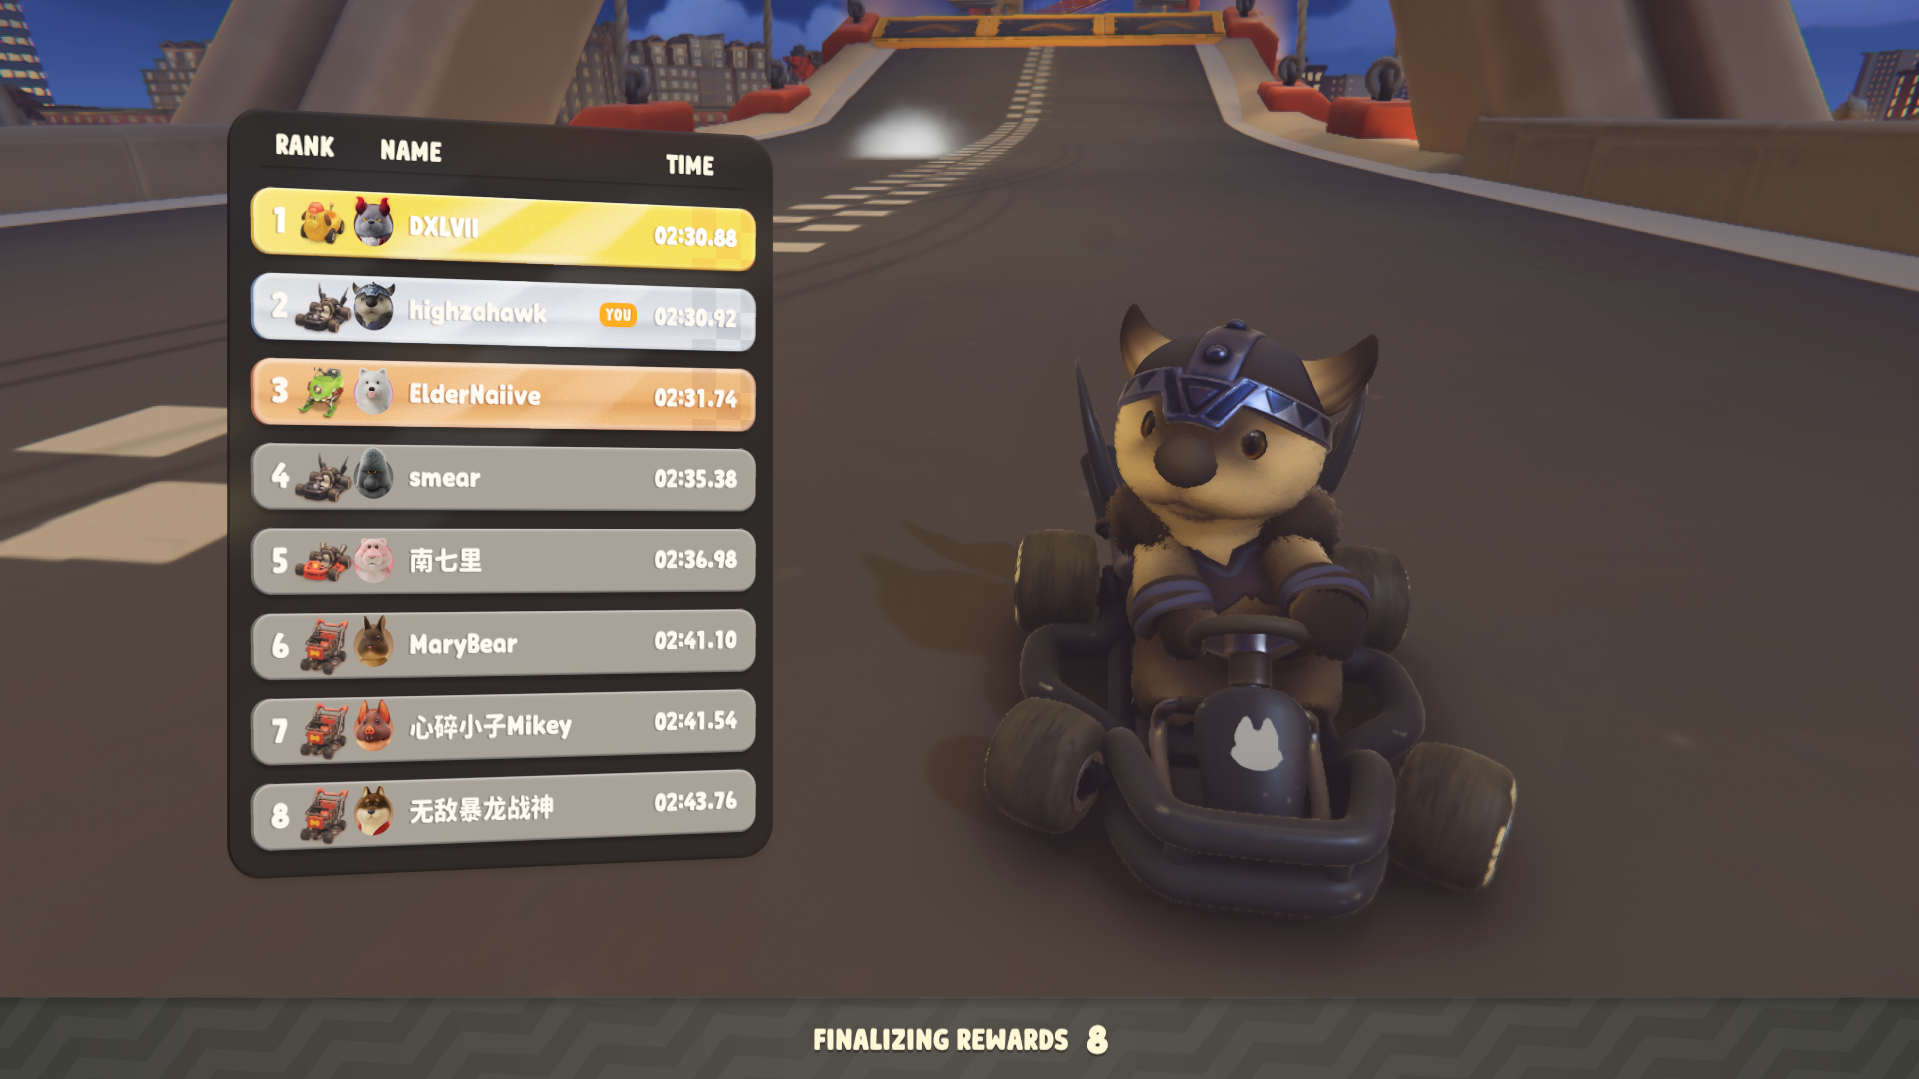 RANK NAME TIME
1 DXLVII 02:30.88
2 highzahawk YOU 02:30.92
3 ElderNaiive 02:31.74
4 smear 02:35.38
5 南七里 02:36.98
6 MaryBear 02:41.10
7 心碎小子Mikey 02:41.54
8 无敌暴龙战神 02:43.76
FINALIZING REWARDS 8